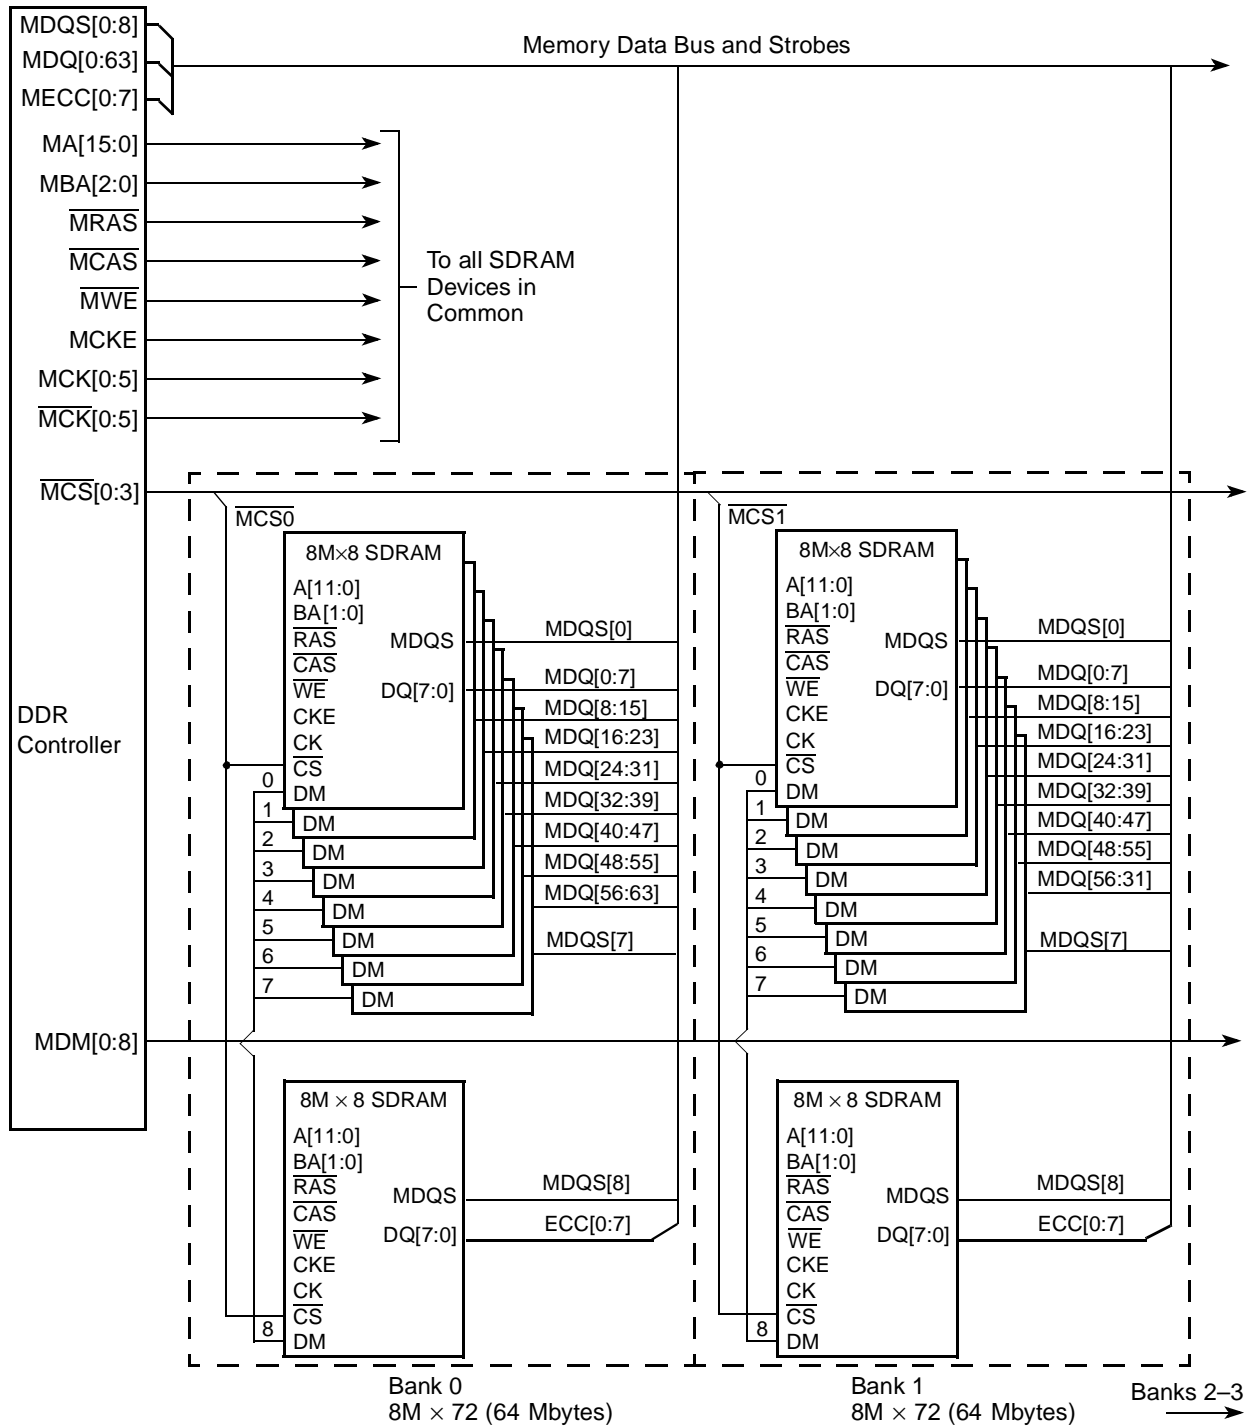 MDQS[0:8]
MDQ[0:63]
MECC[0:7]
Memory Data Bus and Strobes
MA[15:0]
MBA[2:0]
MRAS
MCAS
MWE
MCKE
MCK[0:5]
MCK[0:5]
To all SDRAM
Devices in
Common
MCS[0:3]
DDR
Controller
MDM[0:8]
MCS0
8M×8 SDRAM
A[11:0]
BA[1:0]
RAS
CAS
WE
CKE
CK
CS
DM
MDQS
DQ[7:0]
0
1
2
3
4
5
6
7
DM
DM
DM
DM
DM
DM
DM
MDQS[0]
MDQ[0:7]
MDQ[8:15]
MDQ[16:23]
MDQ[24:31]
MDQ[32:39]
MDQ[40:47]
MDQ[48:55]
MDQ[56:63]
MDQS[7]
MCS1
8M×8 SDRAM
A[11:0]
BA[1:0]
RAS
CAS
WE
CKE
CK
CS
DM
MDQS
DQ[7:0]
0
1
2
3
4
5
6
7
DM
DM
DM
DM
DM
DM
DM
MDQS[0]
MDQ[0:7]
MDQ[8:15]
MDQ[16:23]
MDQ[24:31]
MDQ[32:39]
MDQ[40:47]
MDQ[48:55]
MDQ[56:31]
MDQS[7]
8M × 8 SDRAM
A[11:0]
BA[1:0]
RAS
CAS
WE
CKE
CK
CS
DM
8
MDQS
DQ[7:0]
MDQS[8]
ECC[0:7]
8M × 8 SDRAM
A[11:0]
BA[1:0]
RAS
CAS
WE
CKE
CK
CS
DM
8
MDQS
DQ[7:0]
MDQS[8]
ECC[0:7]
Bank 0
8M × 72 (64 Mbytes)
Bank 1
8M × 72 (64 Mbytes)
Banks 2–3